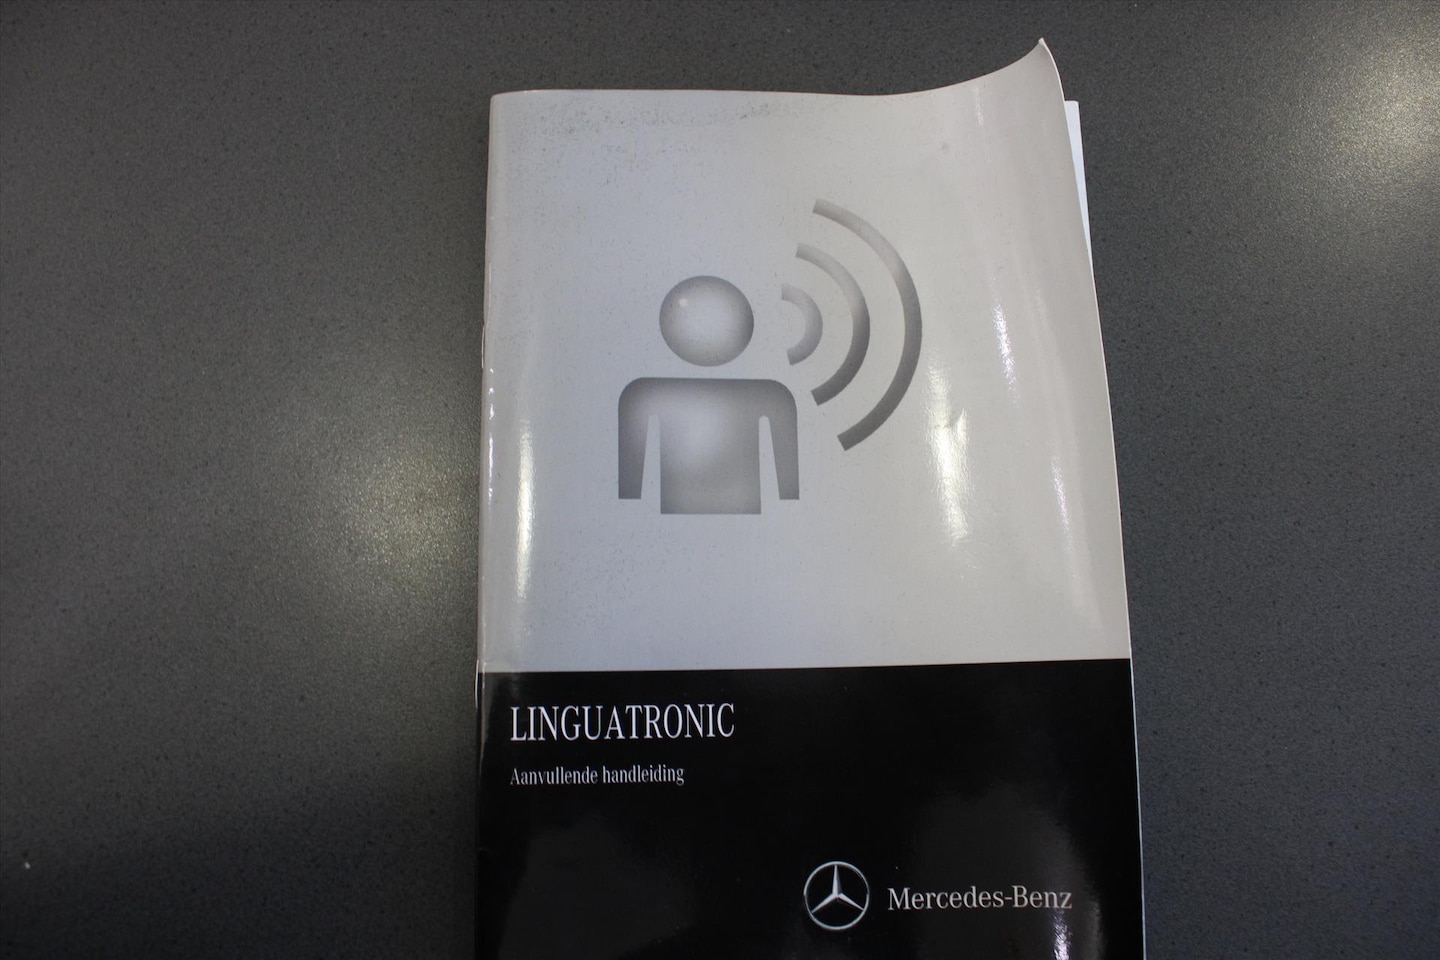 LINGUATRONIC
Aanvullende handleiding
Mercedes-Benz